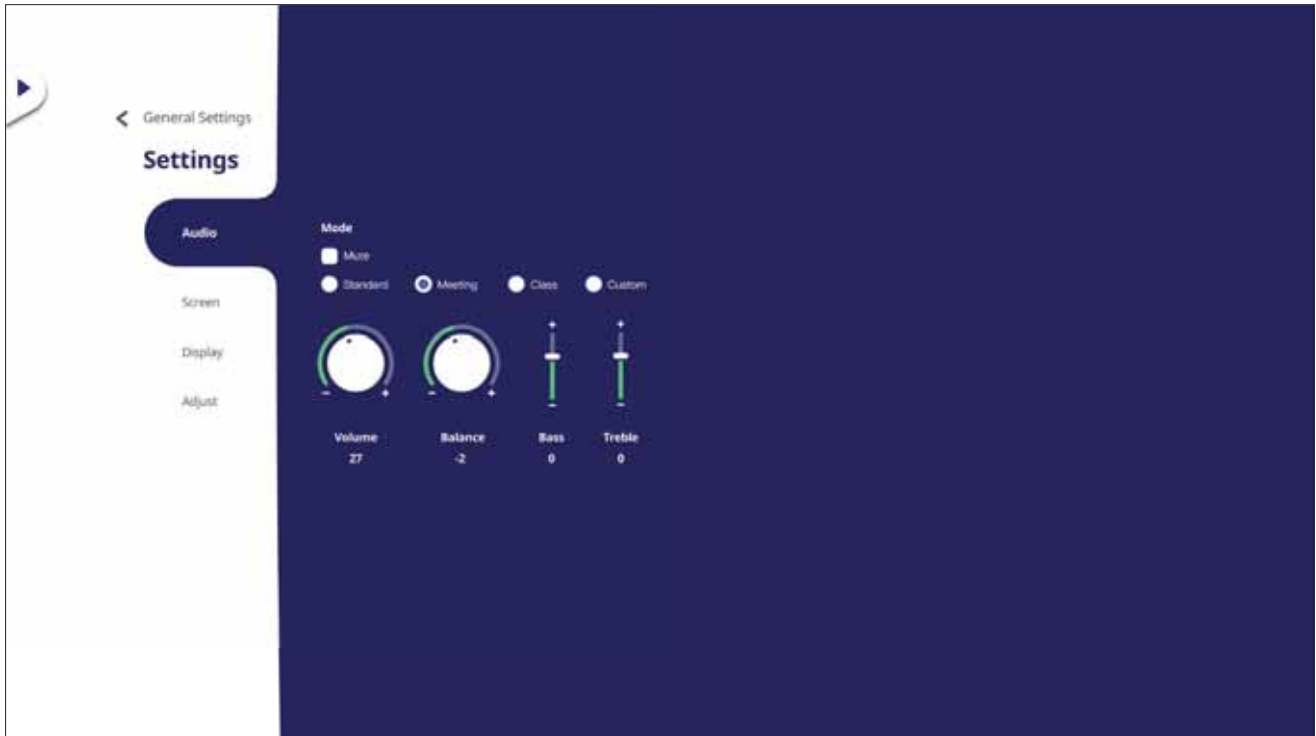 General Settings
Settings
Audio
Screen
Display
Adjust
Mode
Mute
Standard Meeting Class Custom
+ +
- + - + - -
Volume Balance Bass Treble
27 -2 0 0